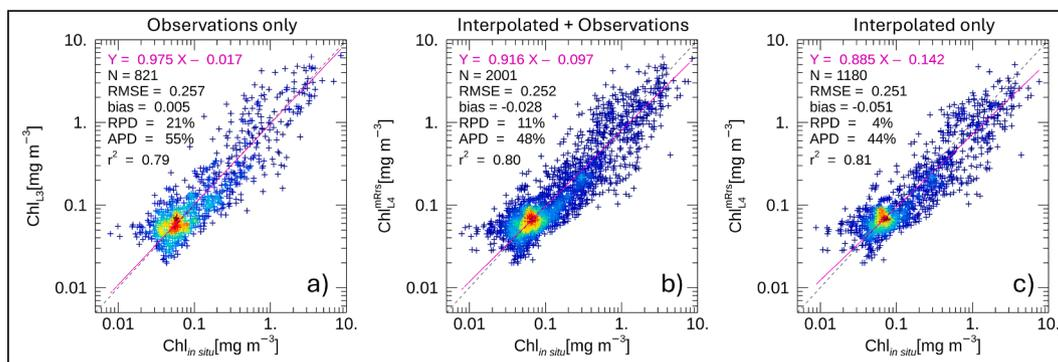 Observations only
10.
1.
0.1
0.01
Chl_L3[mg m⁻³]
Y = 0.975 X − 0.017
N = 821
RMSE = 0.257
bias = 0.005
RPD = 21%
APD = 55%
r² = 0.79
a)
0.01
0.1
1.
10.
Chl_in situ[mg m⁻³]
Interpolated + Observations
10.
1.
0.1
0.01
Chl_L4^mRrs[mg m⁻³]
Y = 0.916 X − 0.097
N = 2001
RMSE = 0.252
bias = -0.028
RPD = 11%
APD = 48%
r² = 0.80
b)
0.01
0.1
1.
10.
Chl_in situ[mg m⁻³]
Interpolated only
10.
1.
0.1
0.01
Chl_L4^mRrs[mg m⁻³]
Y = 0.885 X − 0.142
N = 1180
RMSE = 0.251
bias = -0.051
RPD = 4%
APD = 44%
r² = 0.81
c)
0.01
0.1
1.
10.
Chl_in situ[mg m⁻³]